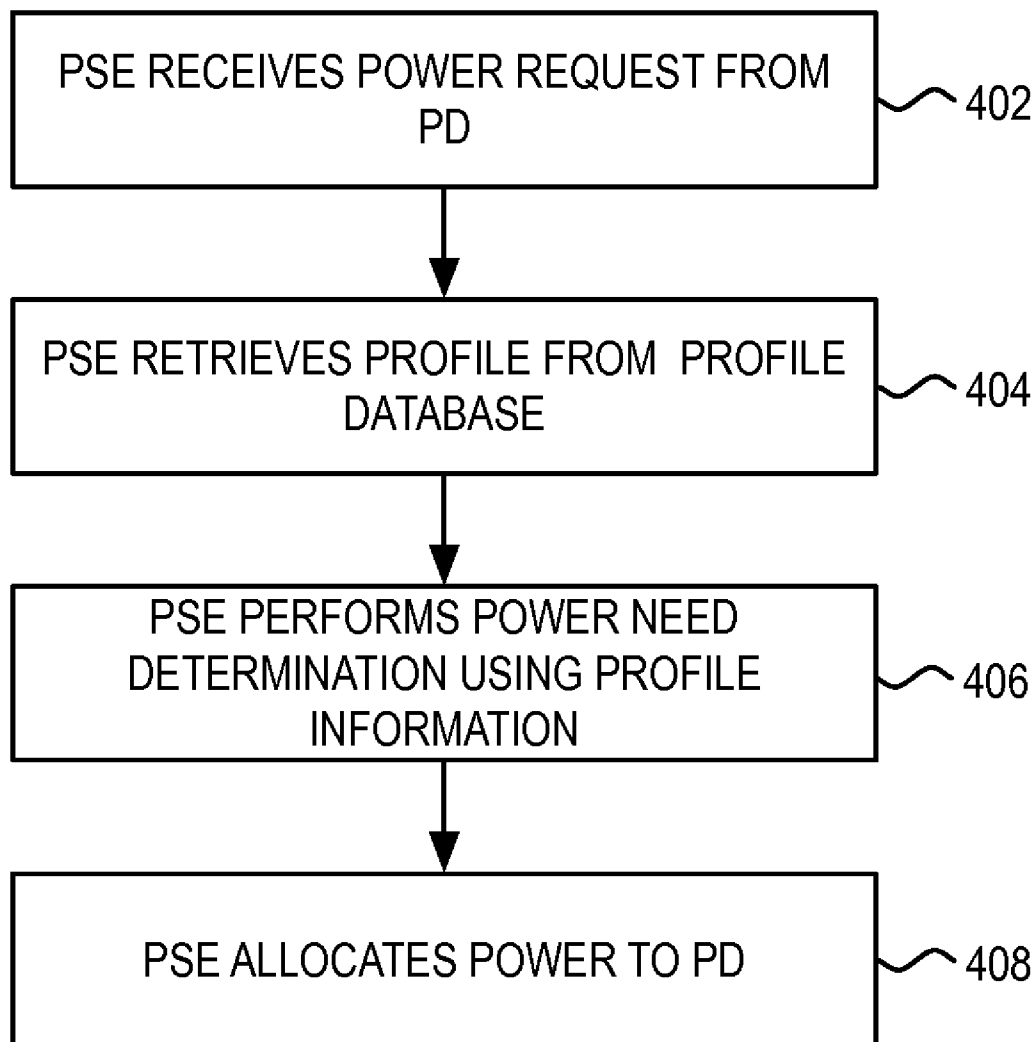 PSE RECEIVES POWER REQUEST FROM
PD
402
PSE RETRIEVES PROFILE FROM PROFILE
DATABASE
404
PSE PERFORMS POWER NEED
DETERMINATION USING PROFILE
INFORMATION
406
PSE ALLOCATES POWER TO PD
408